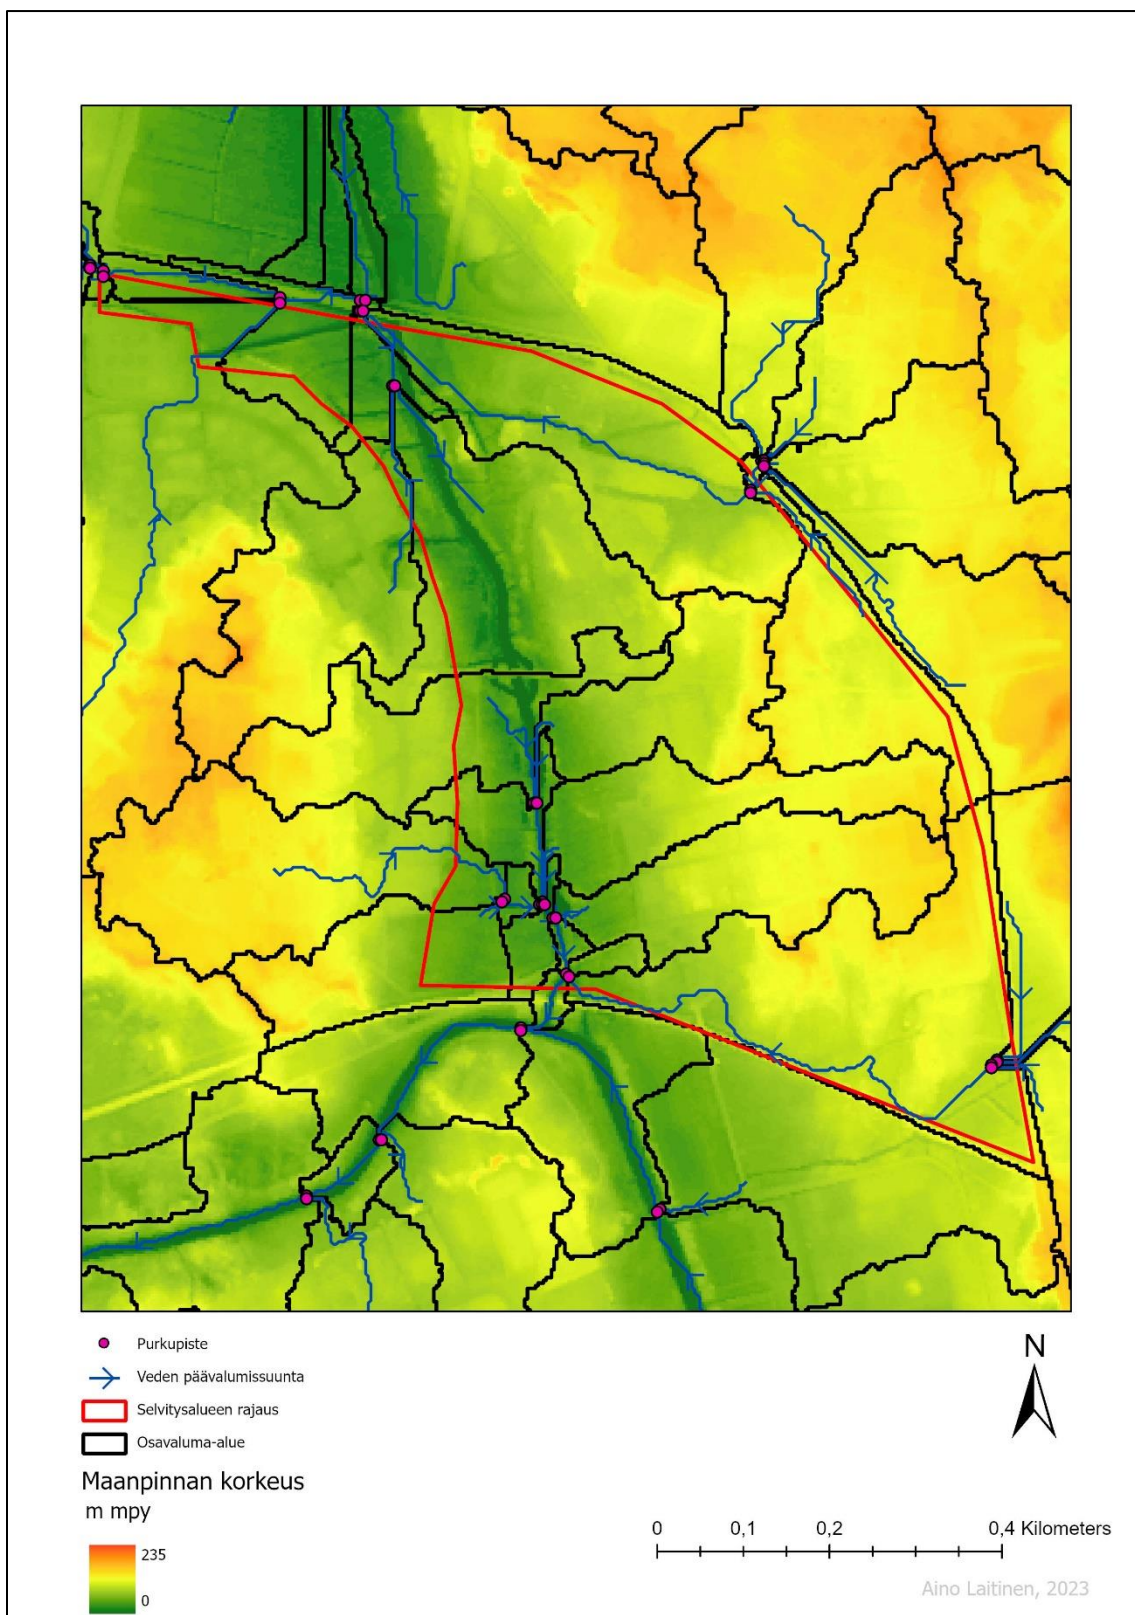 Purkupiste
Veden päävalumissuunta
Selvitysalueen rajaus
Osavaluma-alue
Maanpinnan korkeus
m mpy
235
0
N
0 0,1 0,2 0,4 Kilometers
Aino Laitinen, 2023